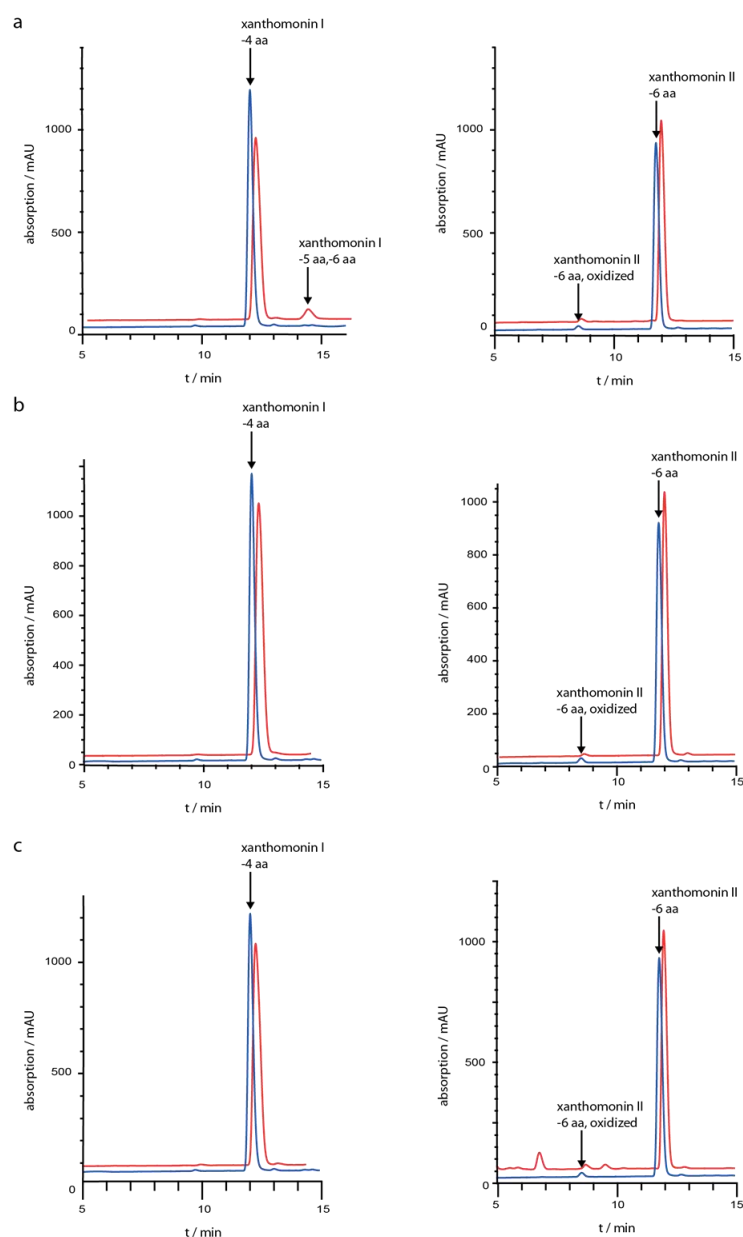 a
xanthomonin I
-4 aa
xanthomonin I
-5 aa,-6 aa
absorption / mAU
1000
500
0
5
10
15
t / min
xanthomonin II
-6 aa
xanthomonin II
-6 aa, oxidized
absorption / mAU
1000
500
0
5
10
15
t / min
b
xanthomonin I
-4 aa
absorption / mAU
1000
800
600
400
200
0
5
10
15
t / min
xanthomonin II
-6 aa
xanthomonin II
-6 aa, oxidized
absorption / mAU
1000
800
600
400
200
0
5
10
15
t / min
c
xanthomonin I
-4 aa
absorption / mAU
1000
500
0
5
10
15
t / min
xanthomonin II
-6 aa
xanthomonin II
-6 aa, oxidized
absorption / mAU
1000
500
0
5
10
15
t / min